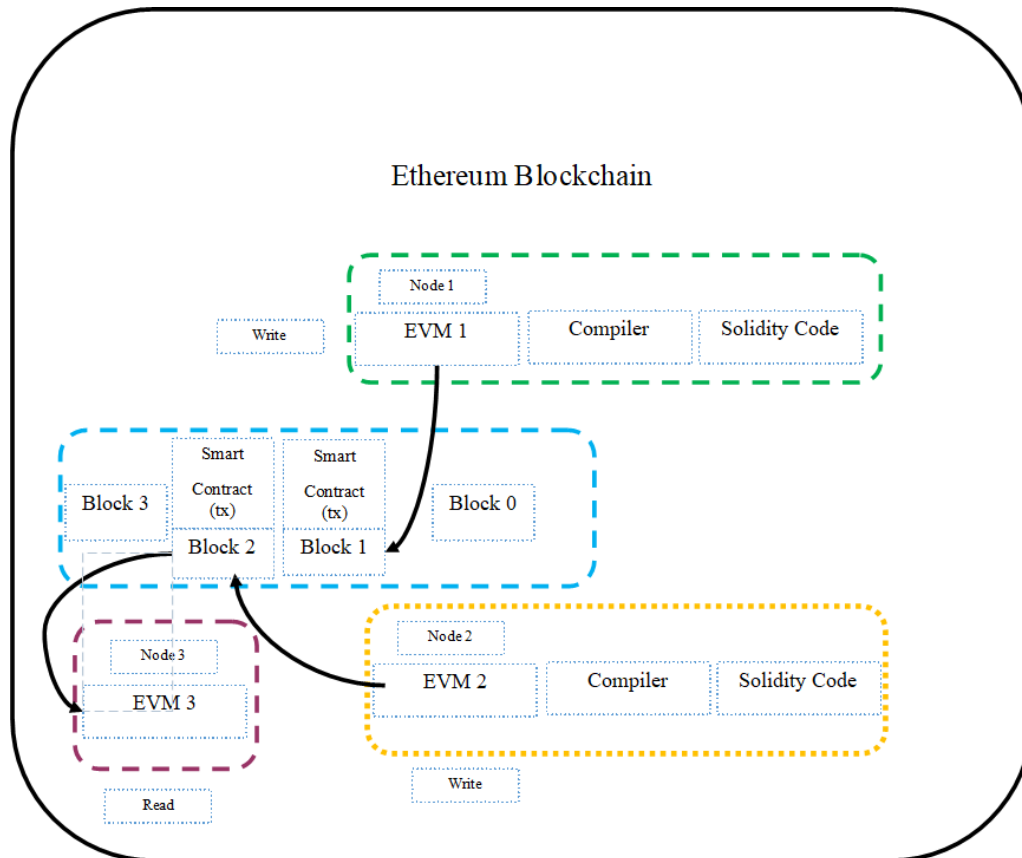 Ethereum Blockchain
Node 1
Write
EVM 1
Compiler
Solidity Code
Smart
Contract
(tx)
Smart
Contract
(tx)
Block 3
Block 2
Block 1
Block 0
Node 2
Node 3
EVM 2
Compiler
Solidity Code
EVM 3
Write
Read